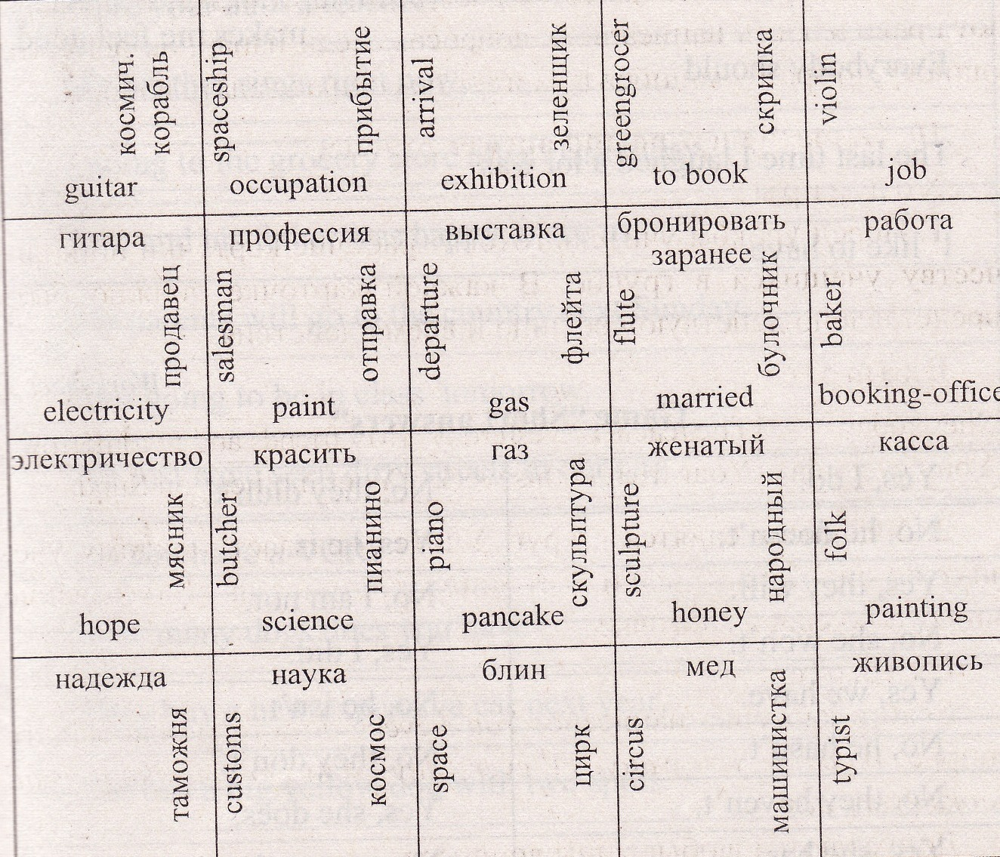 космич.
корабль
spaceship
прибытие
arrival
зеленщик
greengrocer
скрипка
violin
guitar
occupation
exhibition
to book
job
гитара
профессия
выставка
бронировать
заранее
работа
продавец
salesman
отправка
departure
флейта
flute
булочник
baker
electricity
paint
gas
married
booking-office
электричество
красить
газ
женатый
касса
мясник
butcher
пианино
piano
скульптура
sculpture
народный
folk
hope
science
pancake
honey
painting
надежда
наука
блин
мед
живопись
таможня
customs
космос
space
цирк
circus
машинистка
typist